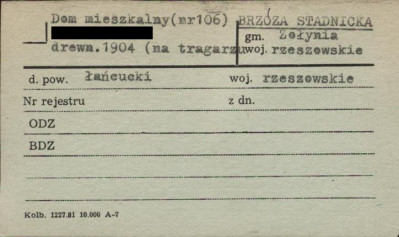 Dom mieszkalny(nr106) BRZÓZA STADNICKA
gm. Żołynia
drewn.1904 (na tragarzu woj. rzeszowskie
d. pow. łańcucki woj. rzeszowskie
Nr rejestru z dn.
ODZ
BDZ
Kolb. 1227.81 10.000 A-7